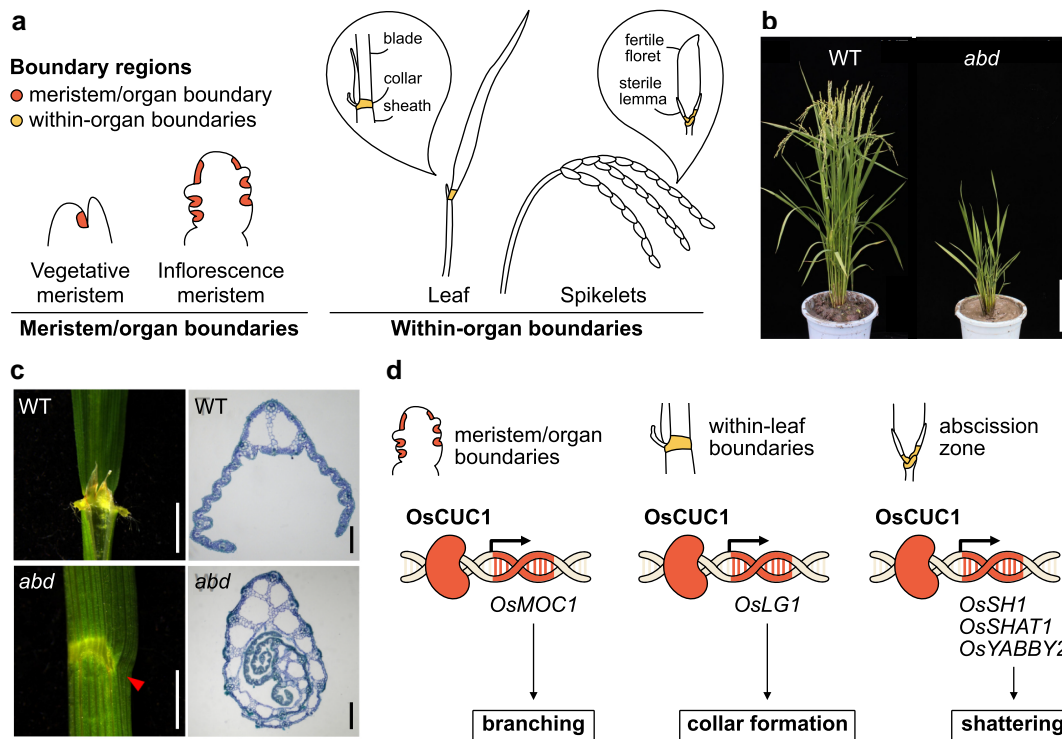 a
Boundary regions
meristem/organ boundary
within-organ boundaries
Vegetative
meristem
Inflorescence
meristem
Meristem/organ boundaries
blade
collar
sheath
fertile
floret
sterile
lemma
Leaf
Spikelets
Within-organ boundaries
b
WT
abd
c
WT
WT
abd
abd
d
meristem/organ
boundaries
within-leaf
boundaries
abscission
zone
OsCUC1
OsMOC1
branching
OsCUC1
OsLG1
collar formation
OsCUC1
OsSH1
OsSHAT1
OsYABBY2
shattering